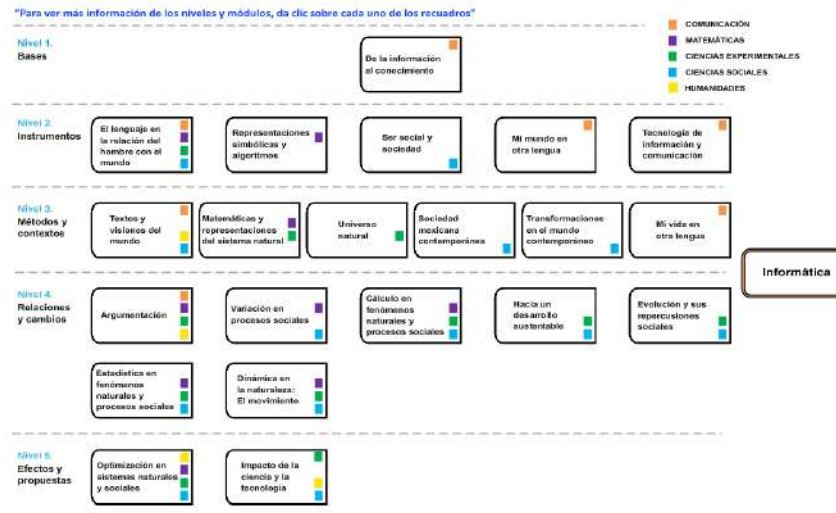 "Para ver más información de los niveles y módulos, da clic sobre cada uno de los recuadros"
COMUNICACIÓN
MATEMÁTICAS
CIENCIAS EXPERIMENTALES
CIENCIAS SOCIALES
HUMANIDADES
Nivel 1.
Bases
De la información
al conocimiento
Nivel 2.
Instrumentos
El lenguaje en
la relación del
hombre con el
mundo
Representaciones
simbólicas y
algoritmos
Ser social y
sociedad
Mi mundo en
otra lengua
Tecnología de
información y
comunicación
Nivel 3.
Métodos y
contextos
Textos y
visiones del
mundo
Matemáticas y
representaciones
del sistema natural
Universo
natural
Sociedad
mexicana
contemporánea
Transformaciones
en el mundo
contemporáneo
Mi vida en
otra lengua
Informática
Nivel 4.
Relaciones
y cambios
Argumentación
Variación en
procesos sociales
Cálculo en
fenómenos
naturales y
procesos sociales
Hacia un
desarrollo
sustentable
Evolución y sus
repercusiones
sociales
Estadística en
fenómenos
naturales y
procesos sociales
Dinámica en
la naturaleza:
El movimiento
Nivel 5.
Efectos y
propuestas
Optimización en
sistemas naturales
y sociales
Impacto de la
ciencia y la
tecnología